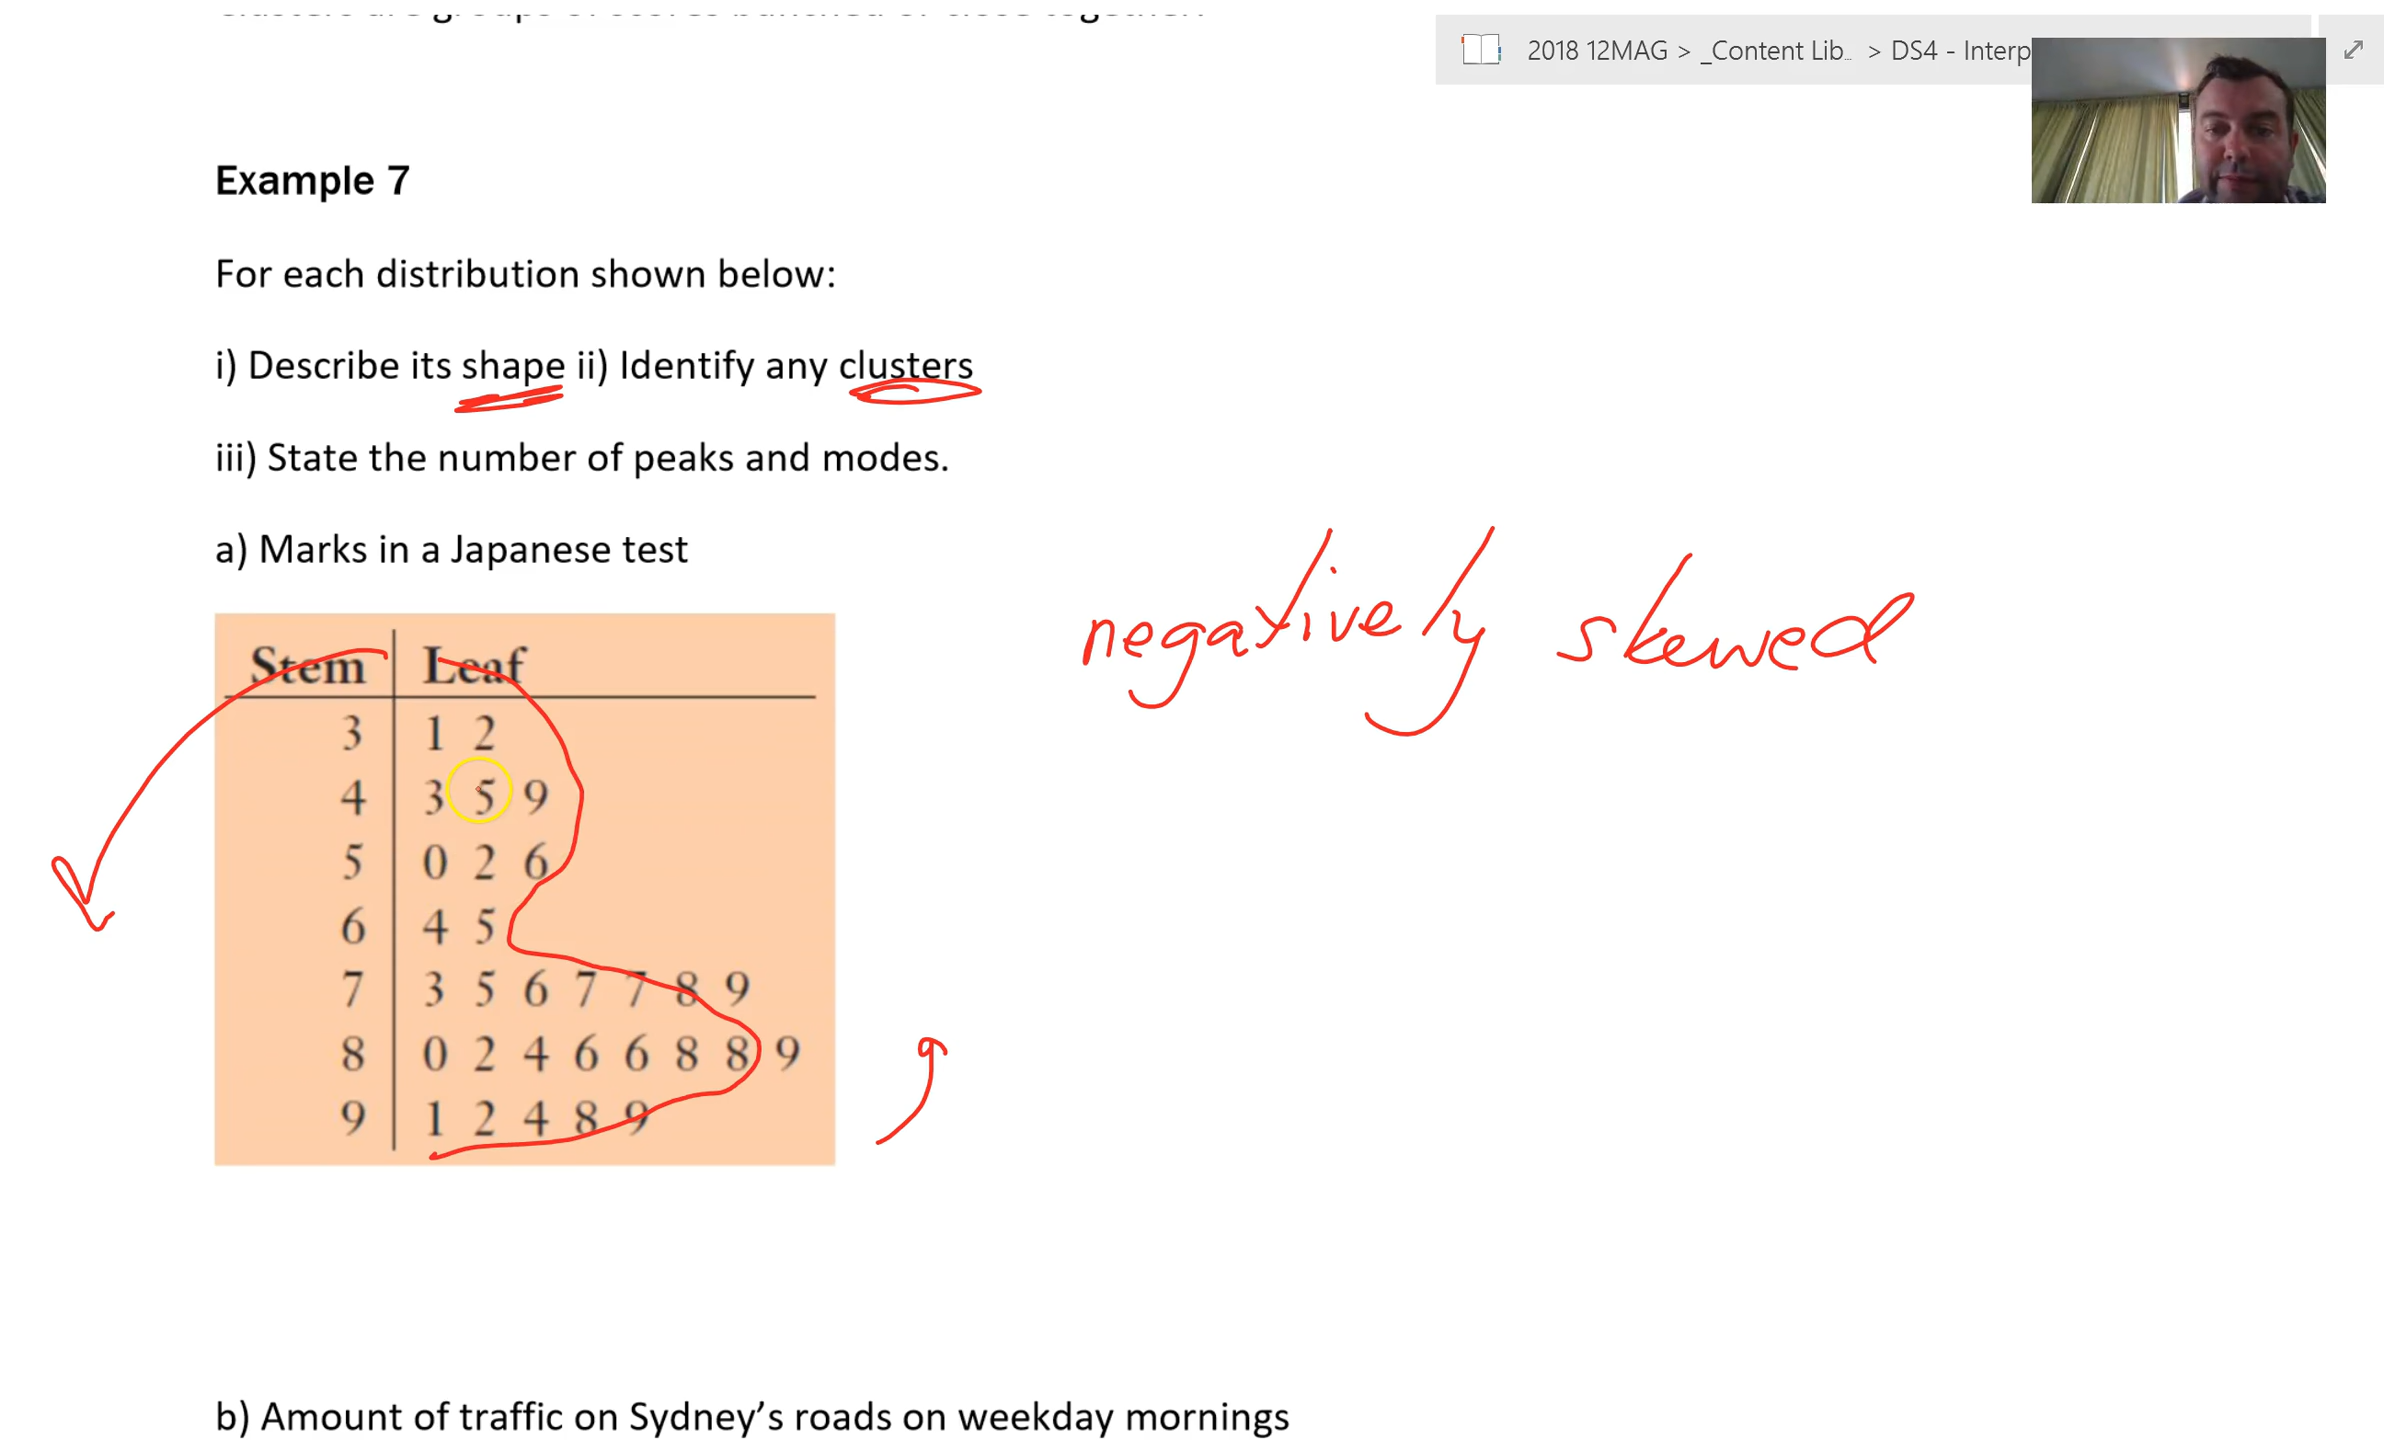 2018 12MAG > _Content Lib... > DS4 - Interp
Example 7
For each distribution shown below:
i) Describe its shape ii) Identify any clusters
iii) State the number of peaks and modes.
a) Marks in a Japanese test
negatively skewed
Stem Leaf
3 1 2
4 3 5 9
5 0 2 6
6 4 5
7 3 5 6 7 7 8 9
8 0 2 4 6 6 8 8 9
9 1 2 4 8 9
b) Amount of traffic on Sydney’s roads on weekday mornings